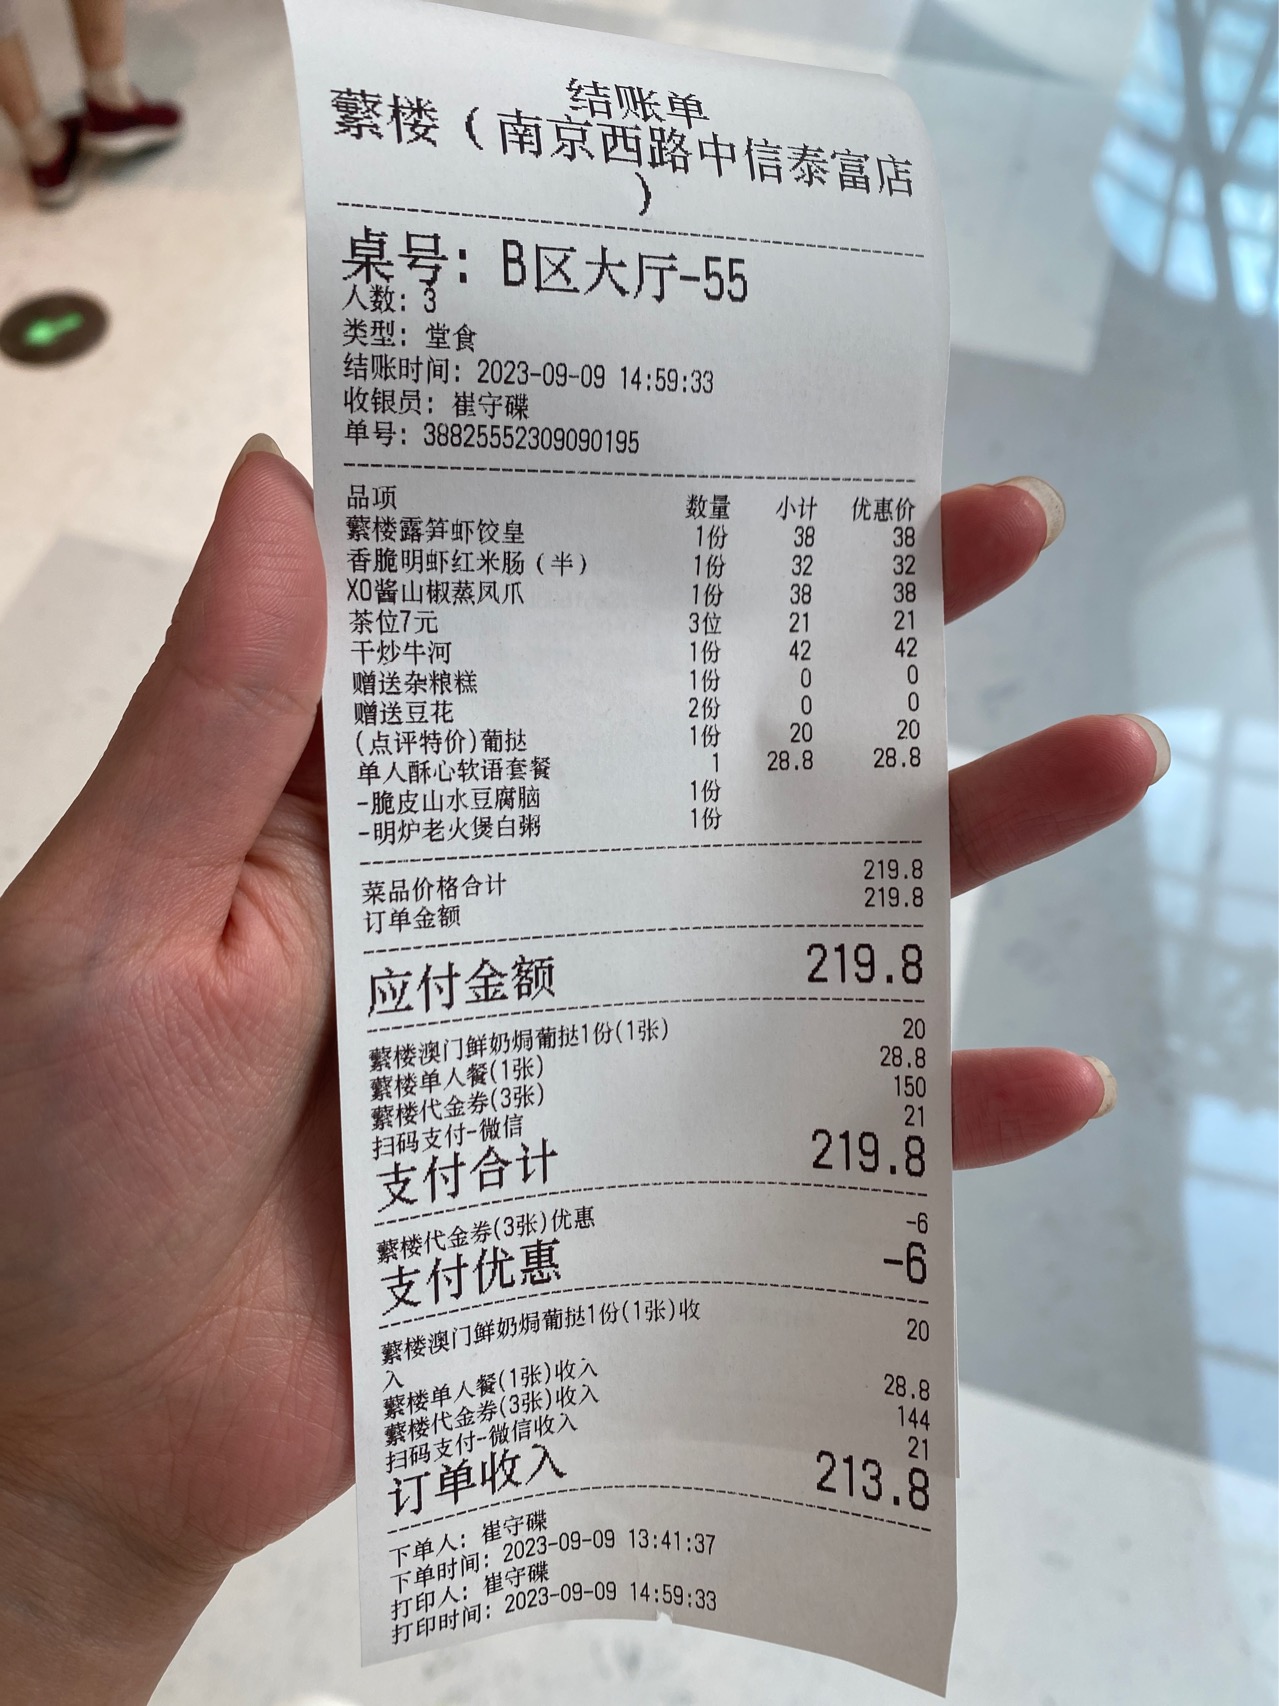 结账单
蘩楼（南京西路中信泰富店
）
桌号: B区大厅-55
人数: 3
类型: 堂食
结账时间: 2023-09-09 14:59:33
收银员: 崔守碟
单号: 38825552309090195
品项 数量 小计 优惠价
蘩楼露笋虾饺皇 1份 38 38
香脆明虾红米肠（半） 1份 32 32
XO酱山椒蒸凤爪 1份 38 38
茶位7元 3位 21 21
干炒牛河 1份 42 42
赠送杂粮糕 1份 0 0
赠送豆花 2份 0 0
(点评特价)葡挞 1份 20 20
单人酥心软语套餐 1 28.8 28.8
-脆皮山水豆腐脑 1份
-明炉老火煲白粥 1份
菜品价格合计 219.8
订单金额 219.8
应付金额 219.8
蘩楼澳门鲜奶焗葡挞1份(1张) 20
蘩楼单人餐(1张) 28.8
蘩楼代金券(3张) 150
扫码支付-微信 21
支付合计 219.8
蘩楼代金券(3张)优惠 -6
支付优惠 -6
蘩楼澳门鲜奶焗葡挞1份(1张)收 20
入
蘩楼单人餐(1张)收入 28.8
蘩楼代金券(3张)收入 144
扫码支付-微信收入 21
订单收入 213.8
下单人: 崔守碟
下单时间: 2023-09-09 13:41:37
打印人: 崔守碟
打印时间: 2023-09-09 14:59:33